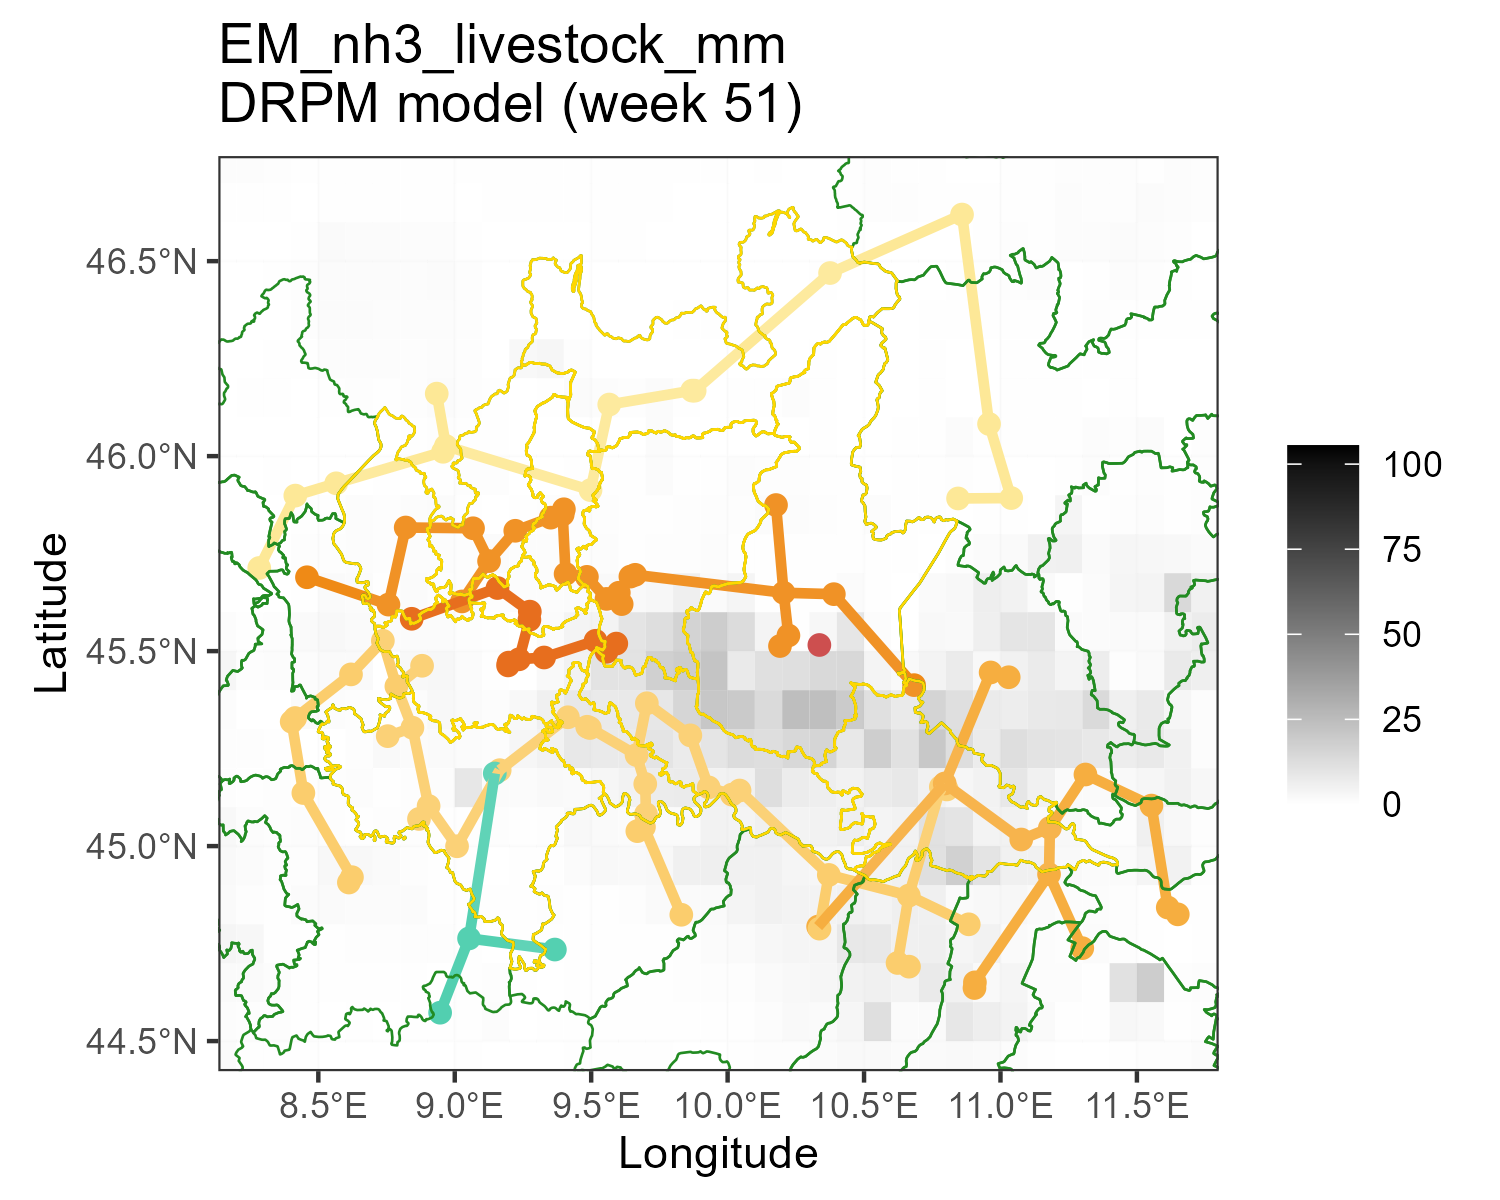 EM_nh3_livestock_mm
DRPM model (week 51)
46.5°N
46.0°N
45.5°N
45.0°N
44.5°N
Latitude
8.5°E
9.0°E
9.5°E
10.0°E
10.5°E
11.0°E
11.5°E
Longitude
100
75
50
25
0